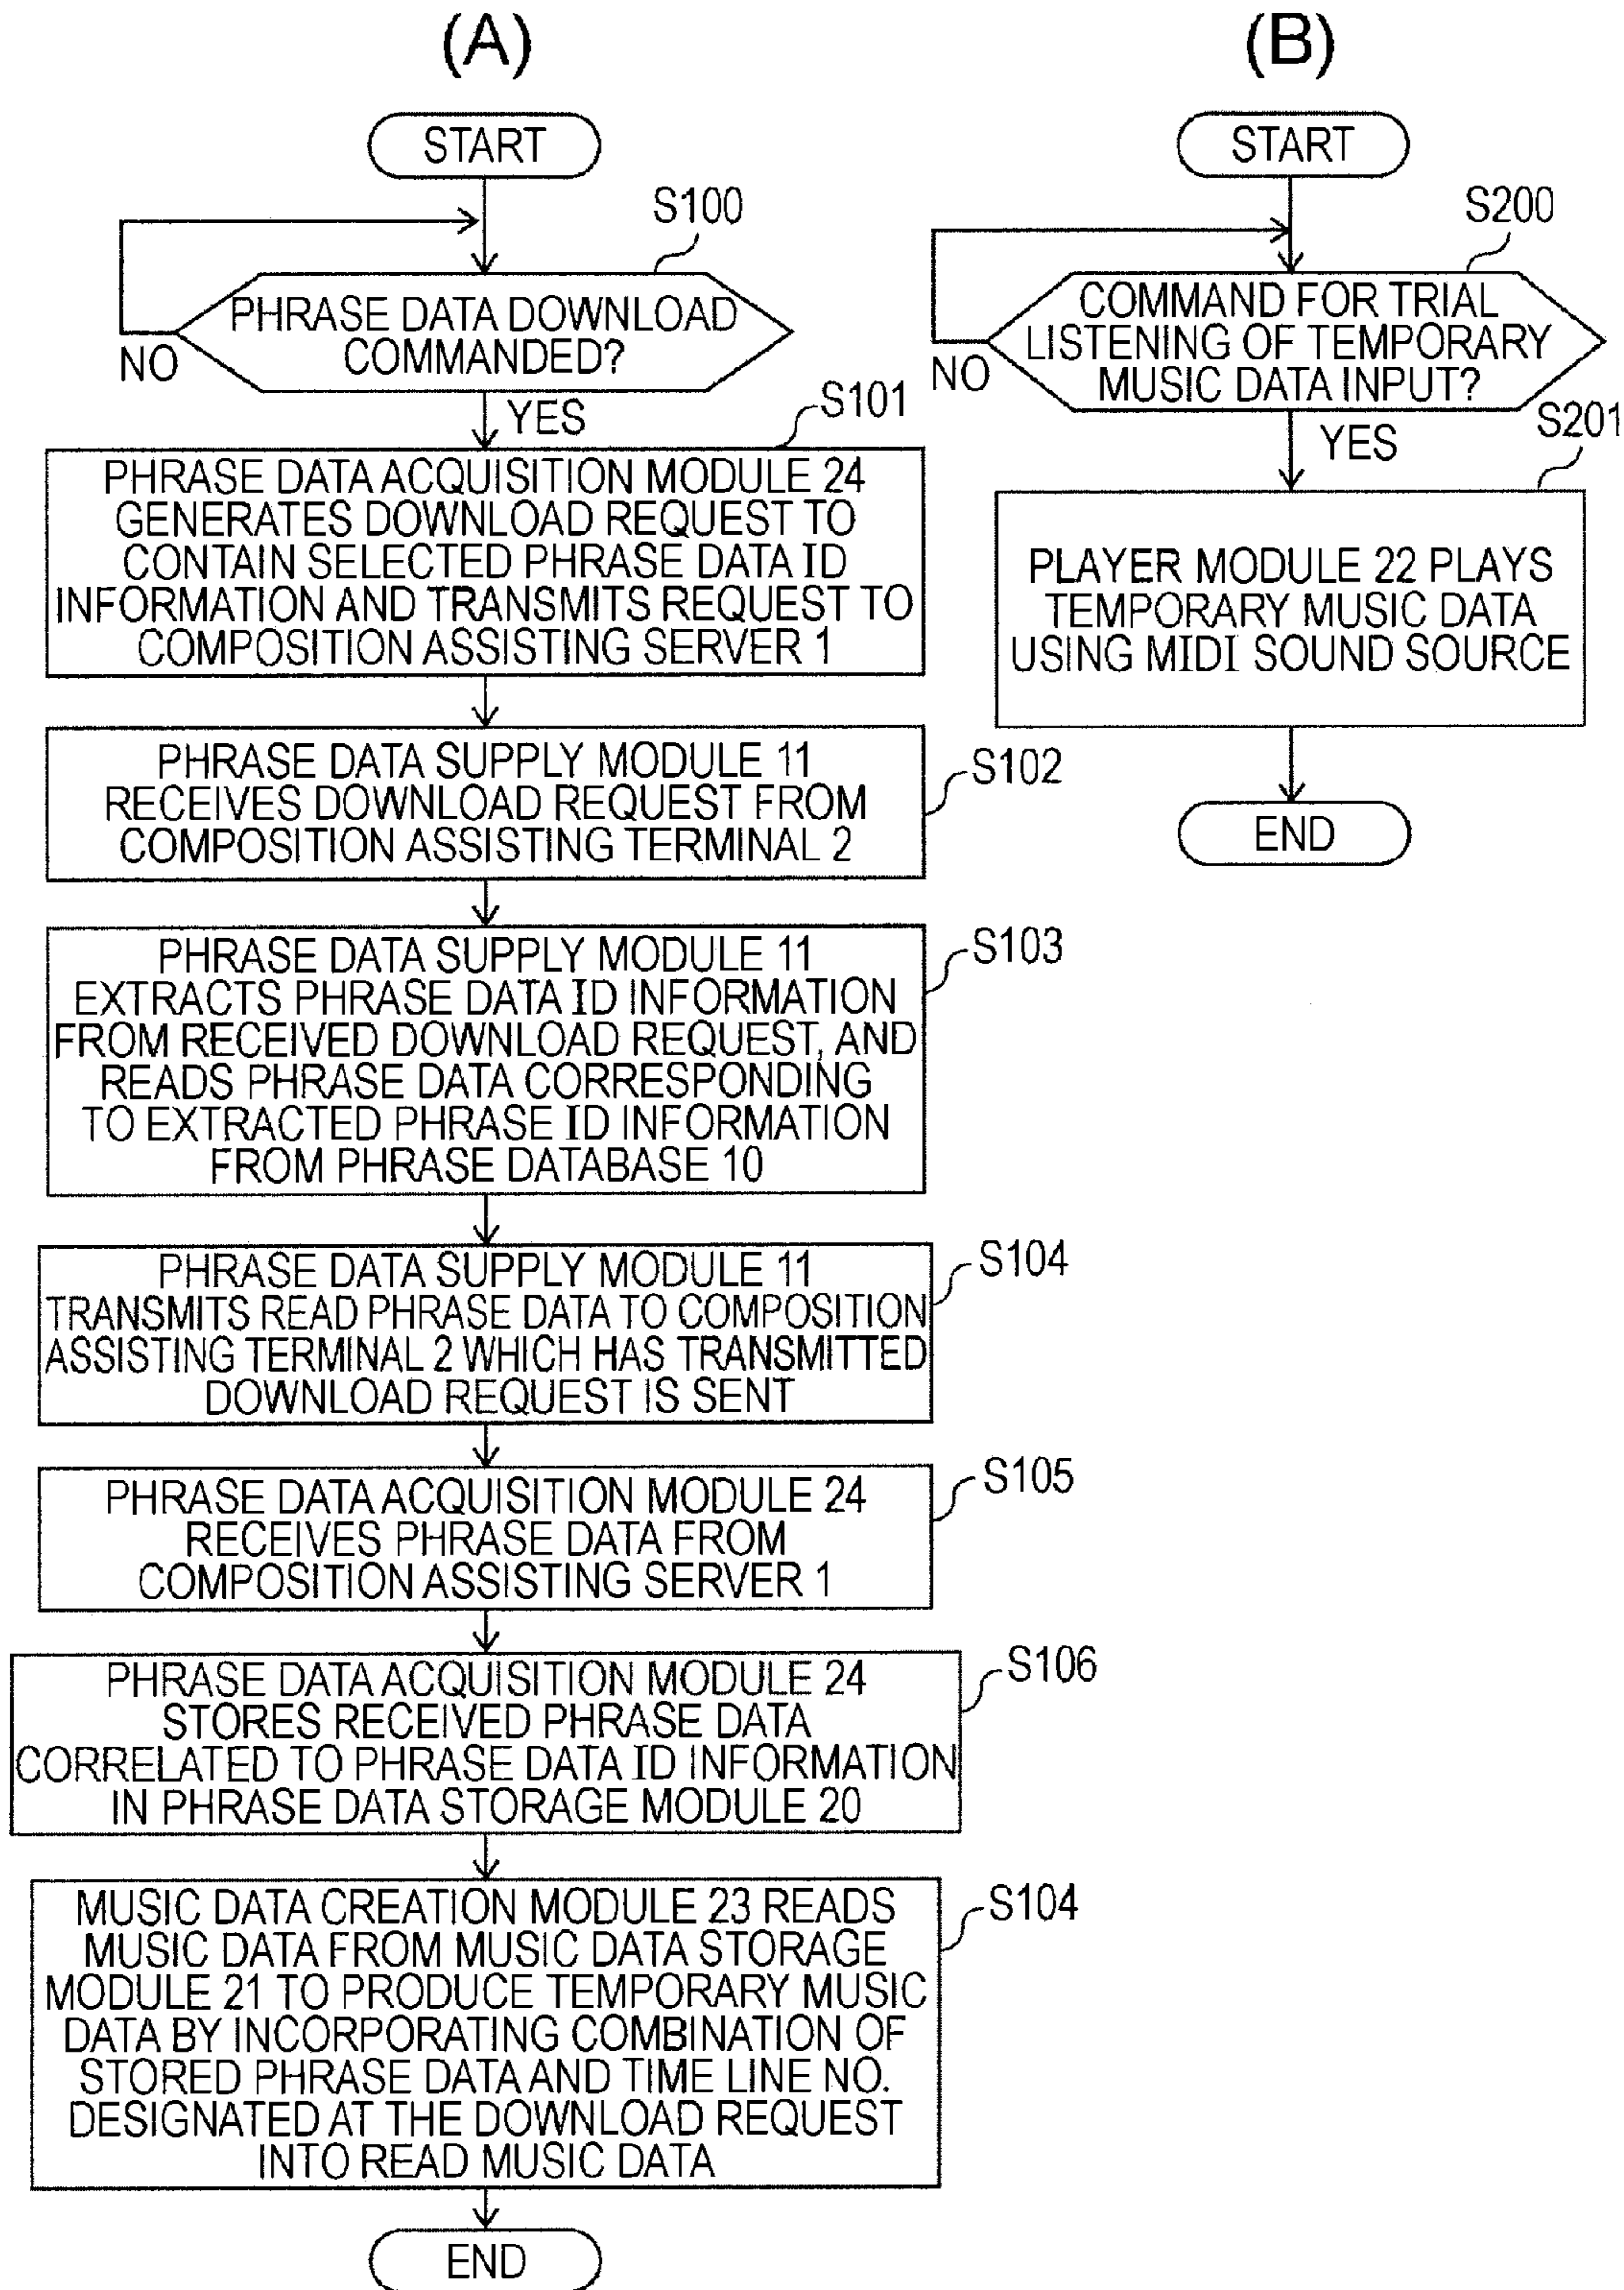 (A)
START
S100
PHRASE DATA DOWNLOAD
COMMANDED?
NO
YES
S101
PHRASE DATA ACQUISITION MODULE 24
GENERATES DOWNLOAD REQUEST TO
CONTAIN SELECTED PHRASE DATA ID
INFORMATION AND TRANSMITS REQUEST TO
COMPOSITION ASSISTING SERVER 1
PHRASE DATA SUPPLY MODULE 11
RECEIVES DOWNLOAD REQUEST FROM
COMPOSITION ASSISTING TERMINAL 2
S102
PHRASE DATA SUPPLY MODULE 11
EXTRACTS PHRASE DATA ID INFORMATION
FROM RECEIVED DOWNLOAD REQUEST, AND
READS PHRASE DATA CORRESPONDING
TO EXTRACTED PHRASE ID INFORMATION
FROM PHRASE DATABASE 10
S103
PHRASE DATA SUPPLY MODULE 11
TRANSMITS READ PHRASE DATA TO COMPOSITION
ASSISTING TERMINAL 2 WHICH HAS TRANSMITTED
DOWNLOAD REQUEST IS SENT
S104
PHRASE DATA ACQUISITION MODULE 24
RECEIVES PHRASE DATA FROM
COMPOSITION ASSISTING SERVER 1
S105
PHRASE DATA ACQUISITION MODULE 24
STORES RECEIVED PHRASE DATA
CORRELATED TO PHRASE DATA ID INFORMATION
IN PHRASE DATA STORAGE MODULE 20
S106
MUSIC DATA CREATION MODULE 23 READS
MUSIC DATA FROM MUSIC DATA STORAGE
MODULE 21 TO PRODUCE TEMPORARY MUSIC
DATA BY INCORPORATING COMBINATION OF
STORED PHRASE DATA AND TIME LINE NO.
DESIGNATED AT THE DOWNLOAD REQUEST
INTO READ MUSIC DATA
S104
END
(B)
START
S200
COMMAND FOR TRIAL
LISTENING OF TEMPORARY
MUSIC DATA INPUT?
NO
YES
S201
PLAYER MODULE 22 PLAYS
TEMPORARY MUSIC DATA
USING MIDI SOUND SOURCE
END